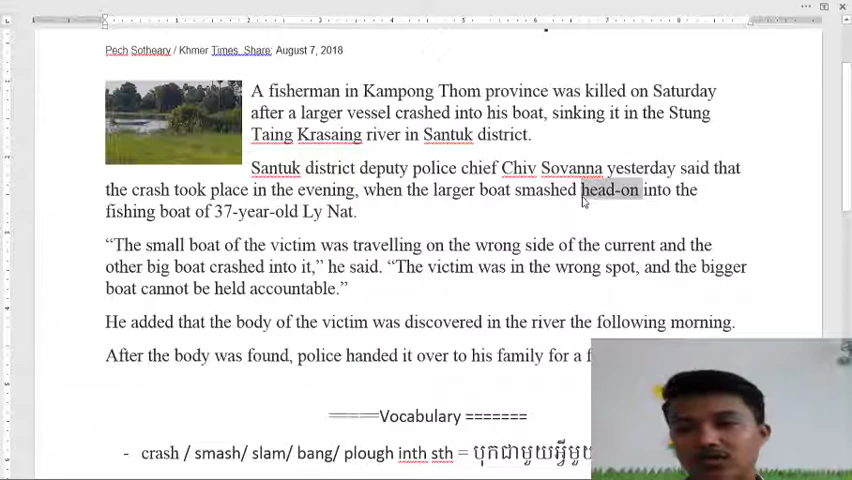 Pech Sotheary / Khmer Times Share: August 7, 2018
A fisherman in Kampong Thom province was killed on Saturday
after a larger vessel crashed into his boat, sinking it in the Stung
Taing Krasaing river in Santuk district.
Santuk district deputy police chief Chiv Sovanna yesterday said that
the crash took place in the evening, when the larger boat smashed head-on into the
fishing boat of 37-year-old Ly Nat.
“The small boat of the victim was travelling on the wrong side of the current and the
other big boat crashed into it,” he said. “The victim was in the wrong spot, and the bigger
boat cannot be held accountable.”
He added that the body of the victim was discovered in the river the following morning.
After the body was found, police handed it over to his family for a
=====Vocabulary =======
- crash / smash/ slam/ bang/ plough inth sth = បុកជាមួយអ្វីមួយ